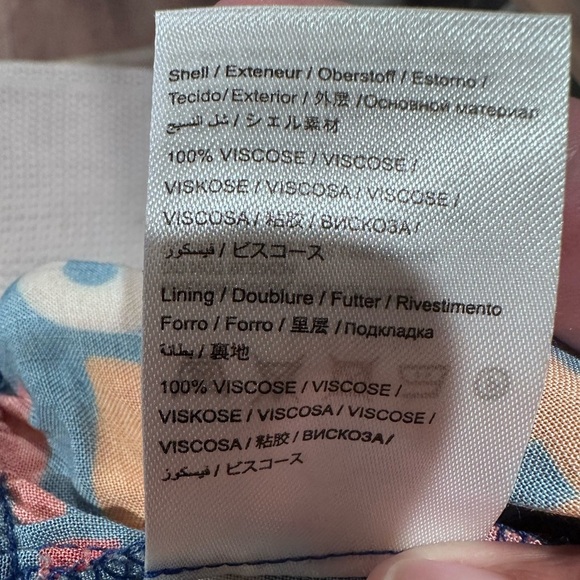 Shell / Exteneur / Oberstoff / Estorno /
Tecido/ Exterior / 外层 /Основной материал
شل النسيج / シェル素材
100% VISCOSE / VISCOSE /
VISKOSE / VISCOSA / VISCOSE /
VISCOSA / 粘胶 / ВИСКОЗА/
فيسكوز / ビスコース
Lining / Doublure / Futter / Rivestimento
Forro / Forro / 里层 / Подкладка
بطانة / 裏地
100% VISCOSE / VISCOSE /
VISKOSE / VISCOSA / VISCOSE /
VISCOSA / 粘胶 / ВИСКОЗА/
فيسكوز / ビスコース